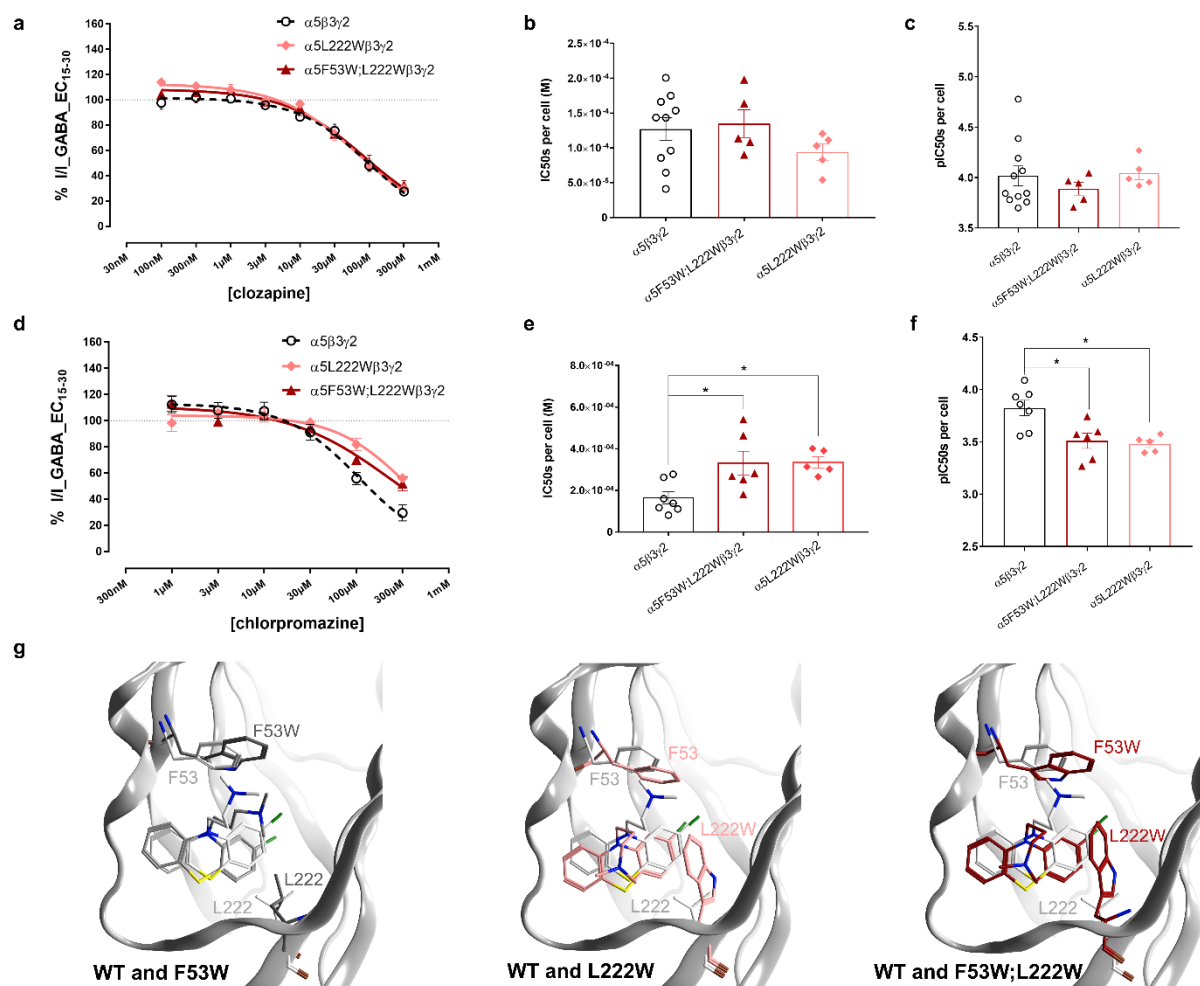 a
% I/I_GABA_EC15-30
160
140
120
100
80
60
40
20
0
α5β3γ2
α5L222Wβ3γ2
α5F53W;L222Wβ3γ2
30nM
100nM
300nM
1μM
3μM
10μM
30μM
100μM
300μM
1mM
[clozapine]
b
IC50s per cell (M)
2.5×10-4
2.0×10-4
1.5×10-4
1.0×10-4
5.0×10-5
0
α5β3γ2
α5F53W;L222Wβ3γ2
α5L222Wβ3γ2
c
pIC50s per cell
5.0
4.5
4.0
3.5
α5β3γ2
α5F53W;L222Wβ3γ2
α5L222Wβ3γ2
d
% I/I_GABA_EC15-30
160
140
120
100
80
60
40
20
0
α5β3γ2
α5L222Wβ3γ2
α5F53W;L222Wβ3γ2
300nM
1μM
3μM
10μM
30μM
100μM
300μM
1mM
[chlorpromazine]
e
IC50s per cell (M)
8.0×10-04
6.0×10-04
4.0×10-04
2.0×10-04
0
*
*
α5β3γ2
α5F53W;L222Wβ3γ2
α5L222Wβ3γ2
f
pIC50s per cell
4.5
4.0
3.5
3.0
2.5
*
*
α5β3γ2
α5F53W;L222Wβ3γ2
α5L222Wβ3γ2
g
F53W
F53
L222
L222
WT and F53W
F53
F53
L222W
L222
WT and L222W
F53W
F53
L222W
L222
WT and F53W;L222W